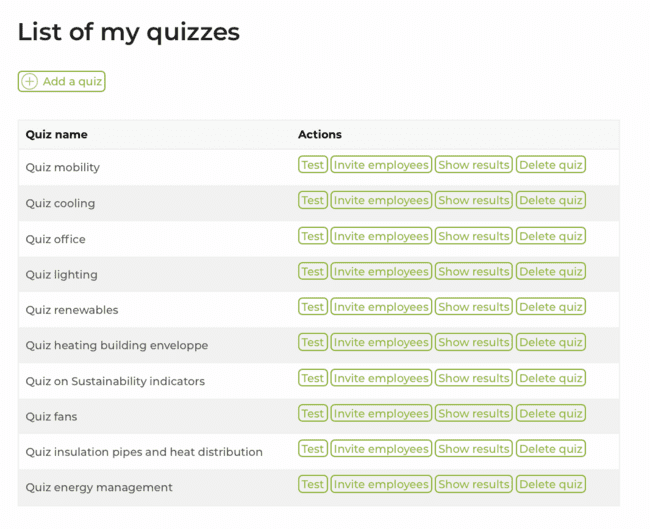 List of my quizzes
Add a quiz
Quiz name Actions
Quiz mobility Test Invite employees Show results Delete quiz
Quiz cooling Test Invite employees Show results Delete quiz
Quiz office Test Invite employees Show results Delete quiz
Quiz lighting Test Invite employees Show results Delete quiz
Quiz renewables Test Invite employees Show results Delete quiz
Quiz heating building enveloppe Test Invite employees Show results Delete quiz
Quiz on Sustainability indicators Test Invite employees Show results Delete quiz
Quiz fans Test Invite employees Show results Delete quiz
Quiz insulation pipes and heat distribution Test Invite employees Show results Delete quiz
Quiz energy management Test Invite employees Show results Delete quiz